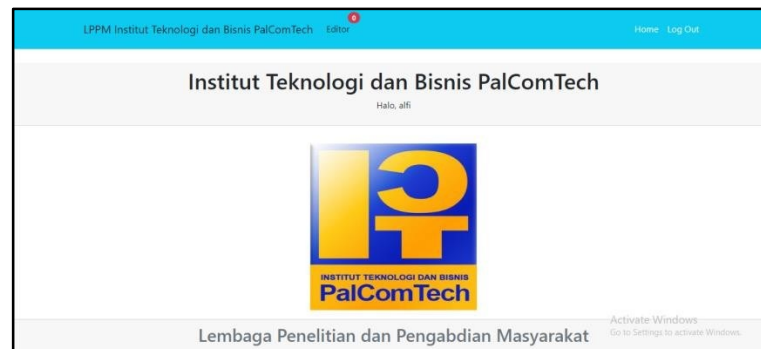 LPPM Institut Teknologi dan Bisnis PalComTech Editor 0 Home Log Out
Institut Teknologi dan Bisnis PalComTech
Halo, alfi
INSTITUT TEKNOLOGI DAN BISNIS
PalComTech
Activate Windows
Go to Settings to activate Windows.
Lembaga Penelitian dan Pengabdian Masyarakat